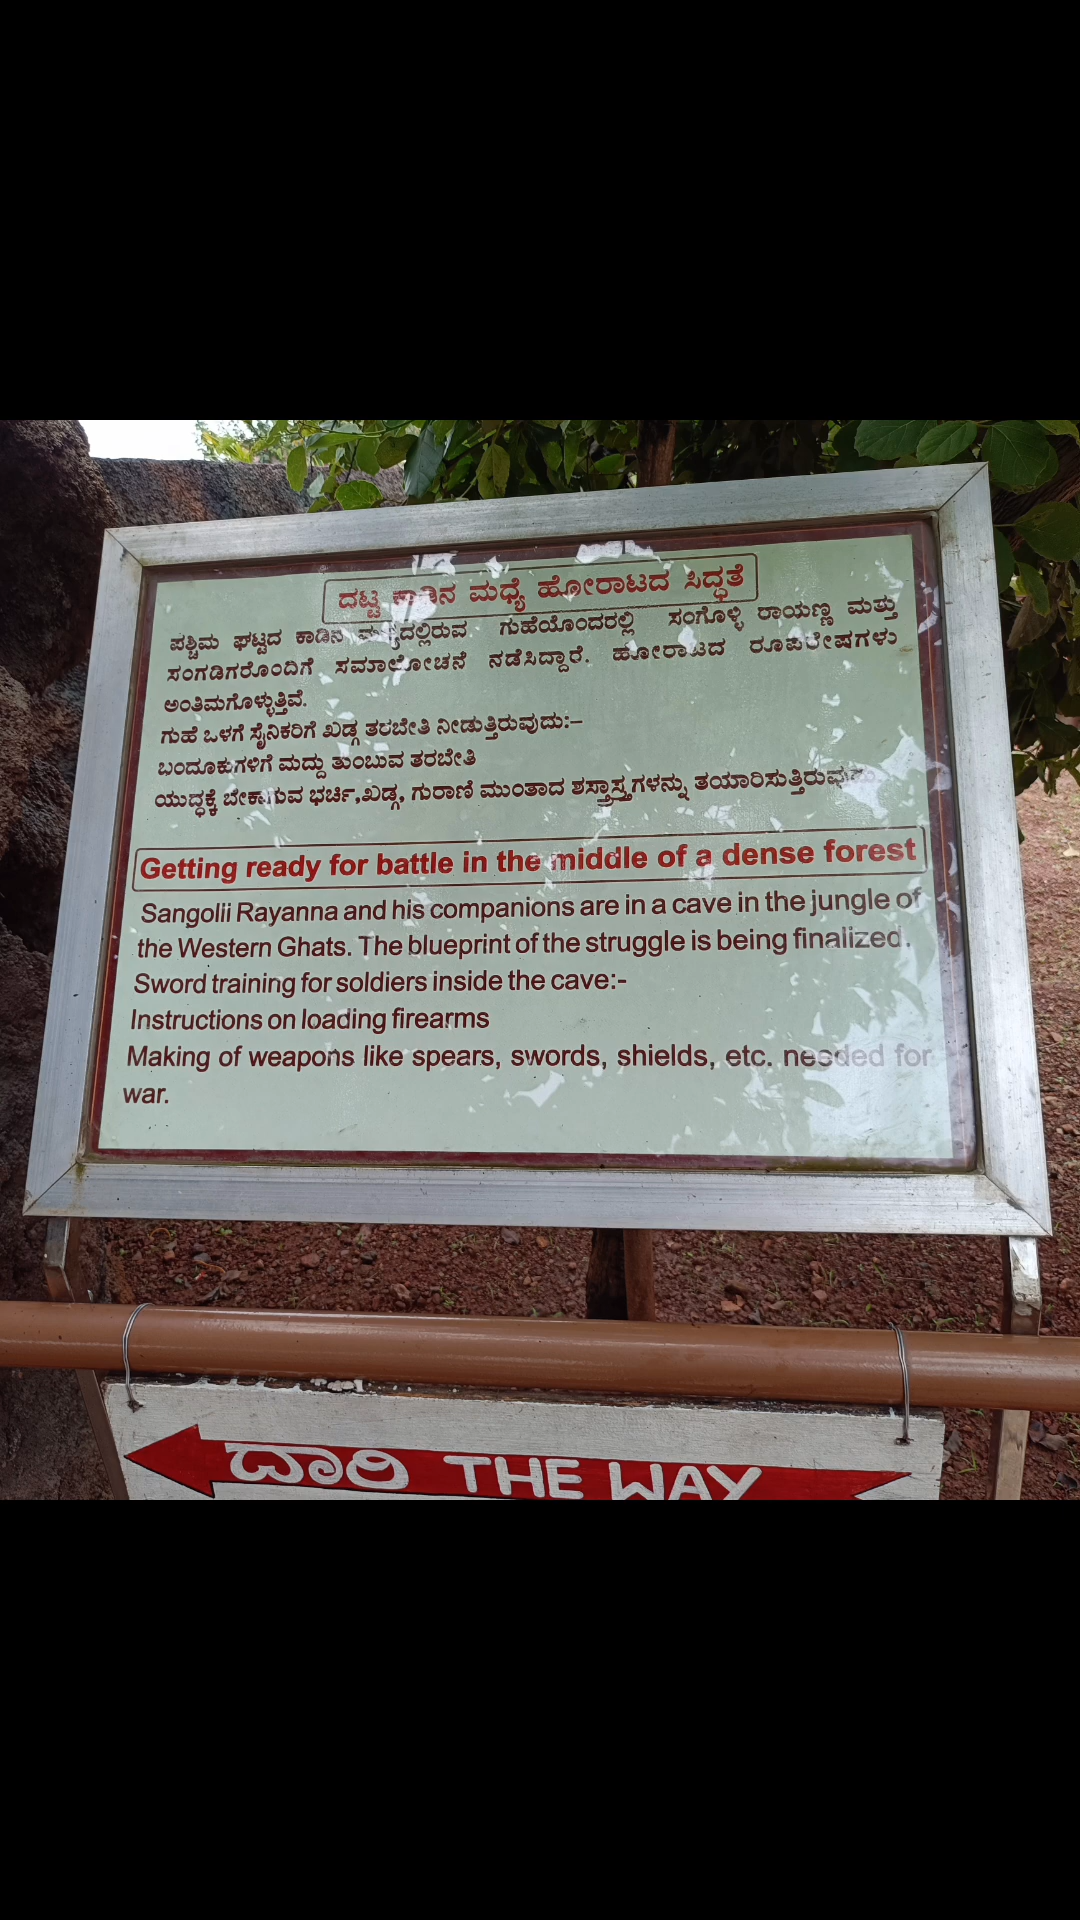 ದಟ್ಟ ಕಾಡಿನ ಮಧ್ಯೆ ಹೋರಾಟದ ಸಿದ್ಧತೆ
ಪಶ್ಚಿಮ ಘಟ್ಟದ ಕಾಡಿನ ಮಧ್ಯದಲ್ಲಿರುವ ಗುಹೆಯೊಂದರಲ್ಲಿ ಸಂಗೊಳ್ಳಿ ರಾಯಣ್ಣ ಮತ್ತು
ಸಂಗಡಿಗರೊಂದಿಗೆ ಸಮಾಲೋಚನೆ ನಡೆಸಿದ್ದಾರೆ. ಹೋರಾಟದ ರೂಪುರೇಷಗಳು
ಅಂತಿಮಗೊಳ್ಳುತ್ತಿವೆ.
ಗುಹೆ ಒಳಗೆ ಸೈನಿಕರಿಗೆ ಖಡ್ಗ ತರಬೇತಿ ನೀಡುತ್ತಿರುವುದು:–
ಬಂದೂಕುಗಳಿಗೆ ಮದ್ದು ತುಂಬುವ ತರಬೇತಿ
ಯುದ್ಧಕ್ಕೆ ಬೇಕಾಗುವ ಭರ್ಚಿ,ಖಡ್ಗ, ಗುರಾಣಿ ಮುಂತಾದ ಶಸ್ತ್ರಾಸ್ತ್ರಗಳನ್ನು ತಯಾರಿಸುತ್ತಿರುವುದು.
Getting ready for battle in the middle of a dense forest
Sangolii Rayanna and his companions are in a cave in the jungle of
the Western Ghats. The blueprint of the struggle is being finalized.
Sword training for soldiers inside the cave:-
Instructions on loading firearms
Making of weapons like spears, swords, shields, etc. needed for
war.
ದಾರಿ THE WAY